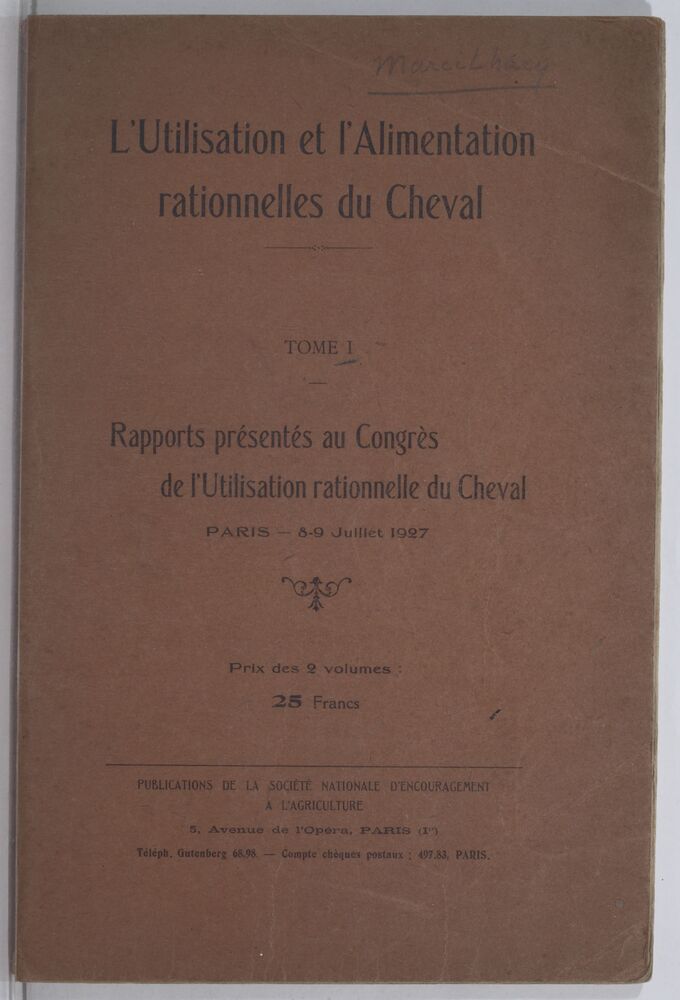 L'Utilisation et l'Alimentation
rationnelles du Cheval
TOME I
Rapports présentés au Congrès
de l'Utilisation rationnelle du Cheval
PARIS — 8-9 Juillet 1927
Prix des 2 volumes :
25 Francs
PUBLICATIONS DE LA SOCIÉTÉ NATIONALE D'ENCOURAGEMENT
A L'AGRICULTURE
5, Avenue de l'Opéra, PARIS (Iᵉʳ)
Téléph. Gutenberg 68.98. — Compte chèques postaux : 497.83, PARIS.